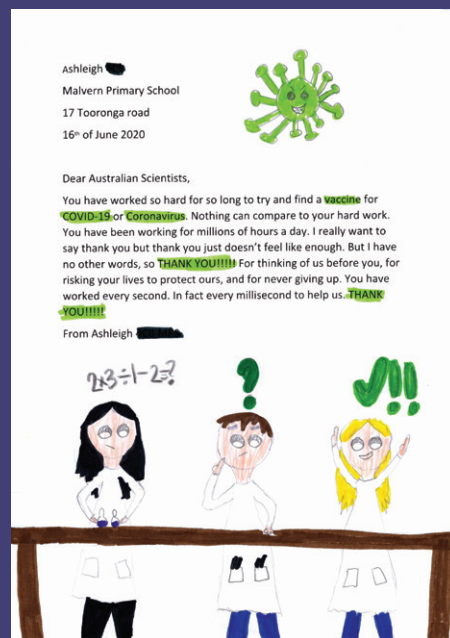 Ashleigh
Malvern Primary School
17 Tooronga road
16th of June 2020
Dear Australian Scientists,
You have worked so hard for so long to try and find a vaccine for
COVID-19 or Coronavirus. Nothing can compare to your hard work.
You have been working for millions of hours a day. I really want to
say thank you but thank you just doesn't feel like enough. But I have
no other words, so THANK YOU!!!!! For thinking of us before you, for
risking your lives to protect ours, and for never giving up. You have
worked every second. In fact every millisecond to help us. THANK
YOU!!!!!
From Ashleigh
2x3÷1-2=?
?
✓!!